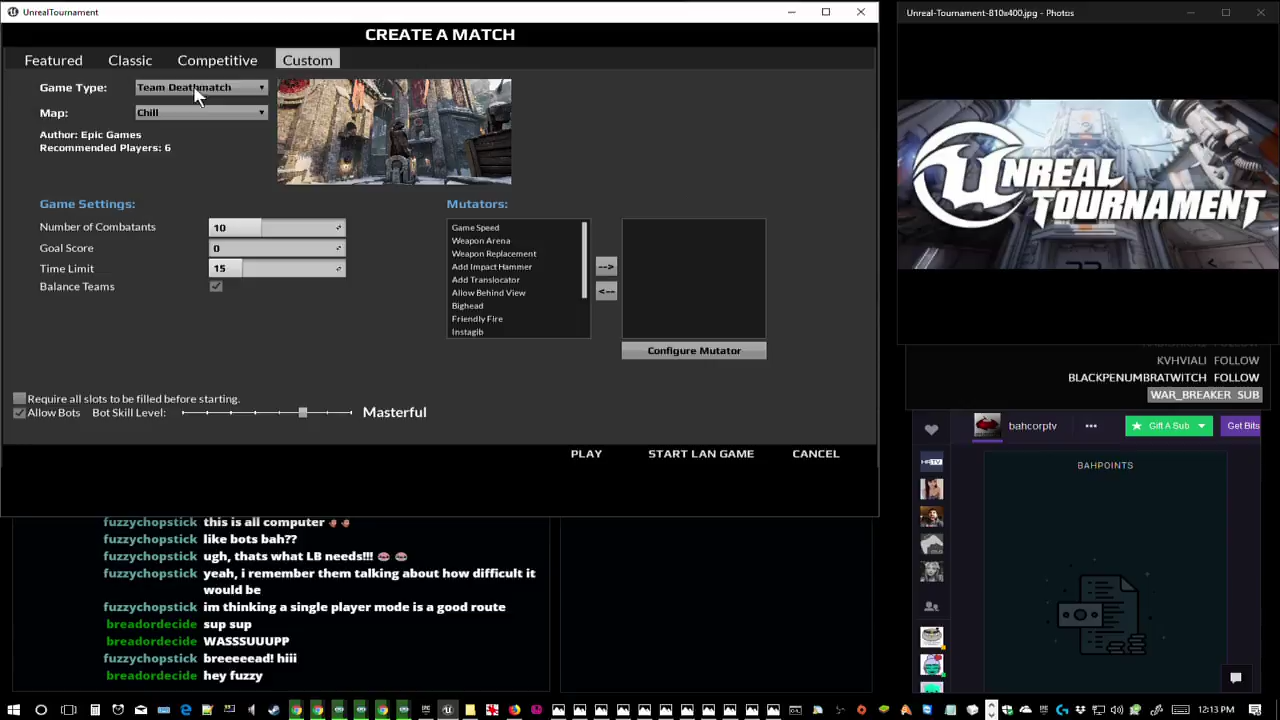 UnrealTournament
CREATE A MATCH
Featured
Classic
Competitive
Custom
Game Type:
Team Deathmatch
Map:
Chill
Author: Epic Games
Recommended Players: 6
Game Settings:
Number of Combatants
10
Goal Score
0
Time Limit
15
Balance Teams
Mutators:
Game Speed
Weapon Arena
Weapon Replacement
Add Impact Hammer
Add Translocator
Allow Behind View
Bighead
Friendly Fire
Instagib
-->
<--
Configure Mutator
Require all slots to be filled before starting.
Allow Bots
Bot Skill Level:
Masterful
PLAY
START LAN GAME
CANCEL
fuzzychopstick this is all computer
fuzzychopstick like bots bah??
fuzzychopstick ugh, thats what LB needs!!!
fuzzychopstick yeah, i remember them talking about how difficult it
would be
fuzzychopstick im thinking a single player mode is a good route
breadordecide sup sup
breadordecide WASSSUUUPP
fuzzychopstick breeeeead! hiii
breadordecide hey fuzzy
Unreal-Tournament-810x400.jpg - Photos
UNREAL
TOURNAMENT
KVHVIALI FOLLOW
BLACKPENUMBRATWITCH FOLLOW
WAR_BREAKER SUB
bahcorptv
Gift A Sub
Get Bits
BAHPOINTS
12:13 PM